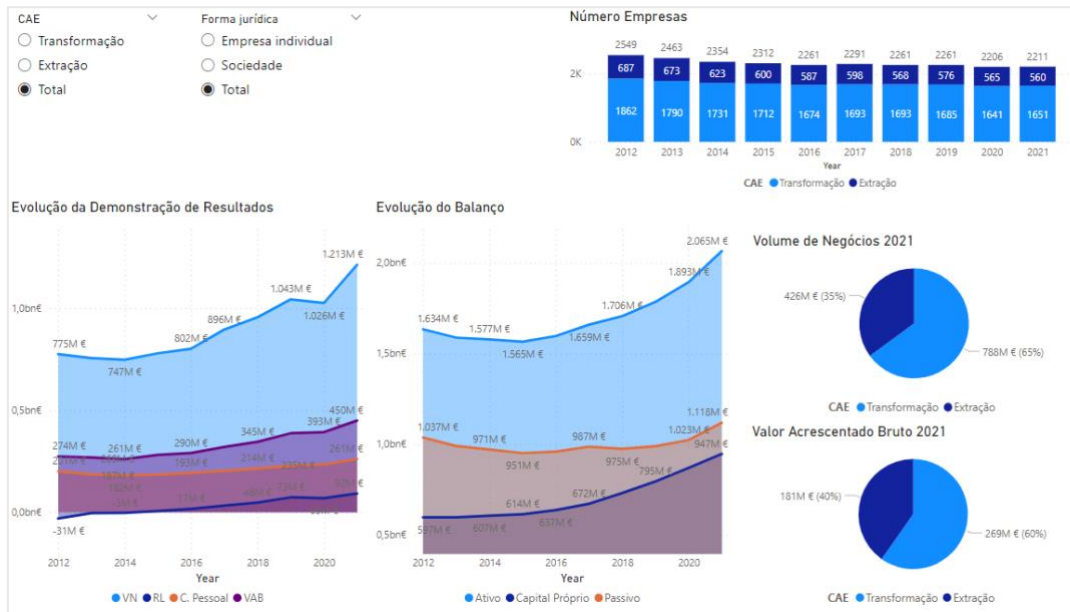 CAE
Transformação
Extração
Total
Forma jurídica
Empresa individual
Sociedade
Total
Número Empresas
2K
0K
2549 2463 2354 2312 2261 2291 2261 2261 2206 2211
687 673 623 600 587 598 568 576 565 560
1862 1790 1731 1712 1674 1693 1693 1685 1641 1651
2012 2013 2014 2015 2016 2017 2018 2019 2020 2021
Year
CAE Transformação Extração
Evolução da Demonstração de Resultados
1,0bn€
0,5bn€
0,0bn€
775M € 747M € 802M € 896M € 1.043M € 1.026M € 1.213M €
274M € 261M € 290M € 345M € 393M € 450M €
187M € 193M € 214M € 261M €
-31M €
2012 2014 2016 2018 2020
Year
VN RL C. Pessoal VAB
Evolução do Balanço
2,0bn€
1,5bn€
1,0bn€
0,5bn€
1.634M € 1.577M € 1.565M € 1.659M € 1.706M € 1.893M € 2.065M €
1.037M € 971M € 951M € 987M € 975M € 1.023M € 1.118M €
597M € 607M € 614M € 637M € 672M € 795M € 947M €
2012 2014 2016 2018 2020
Year
Ativo Capital Próprio Passivo
Volume de Negócios 2021
426M € (35%)
788M € (65%)
CAE Transformação Extração
Valor Acrescentado Bruto 2021
181M € (40%)
269M € (60%)
CAE Transformação Extração